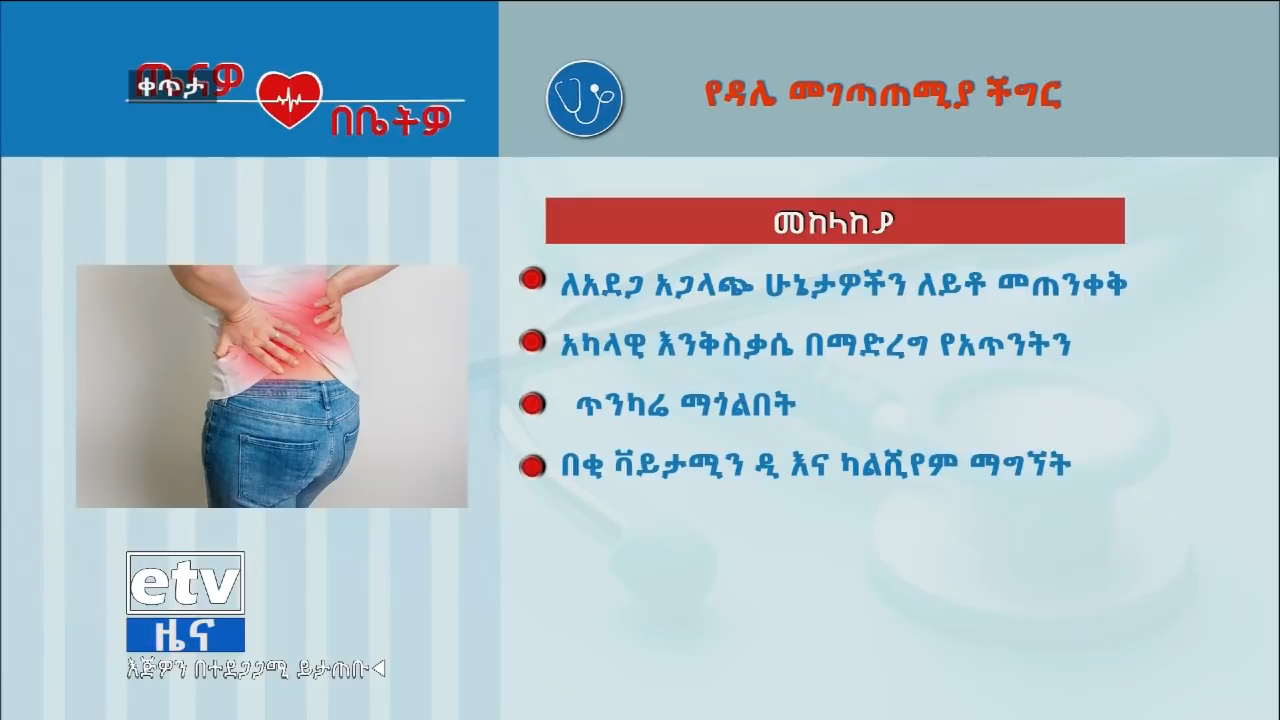 ቀጥታ
በቤትዎ
የዳሌ መገጣጠሚያ ችግር
መከላከያ
ለአደጋ አጋላጭ ሁኔታዎችን ለይቶ መጠንቀቅ
አካላዊ እንቅስቃሴ በማድረግ የአጥንትን
ጥንካሬ ማጎልበት
በቂ ቫይታሚን ዲ እና ካልሺየም ማግኘት
etv
ዜና
እጅዎን በተደጋጋሚ ይታጠቡ